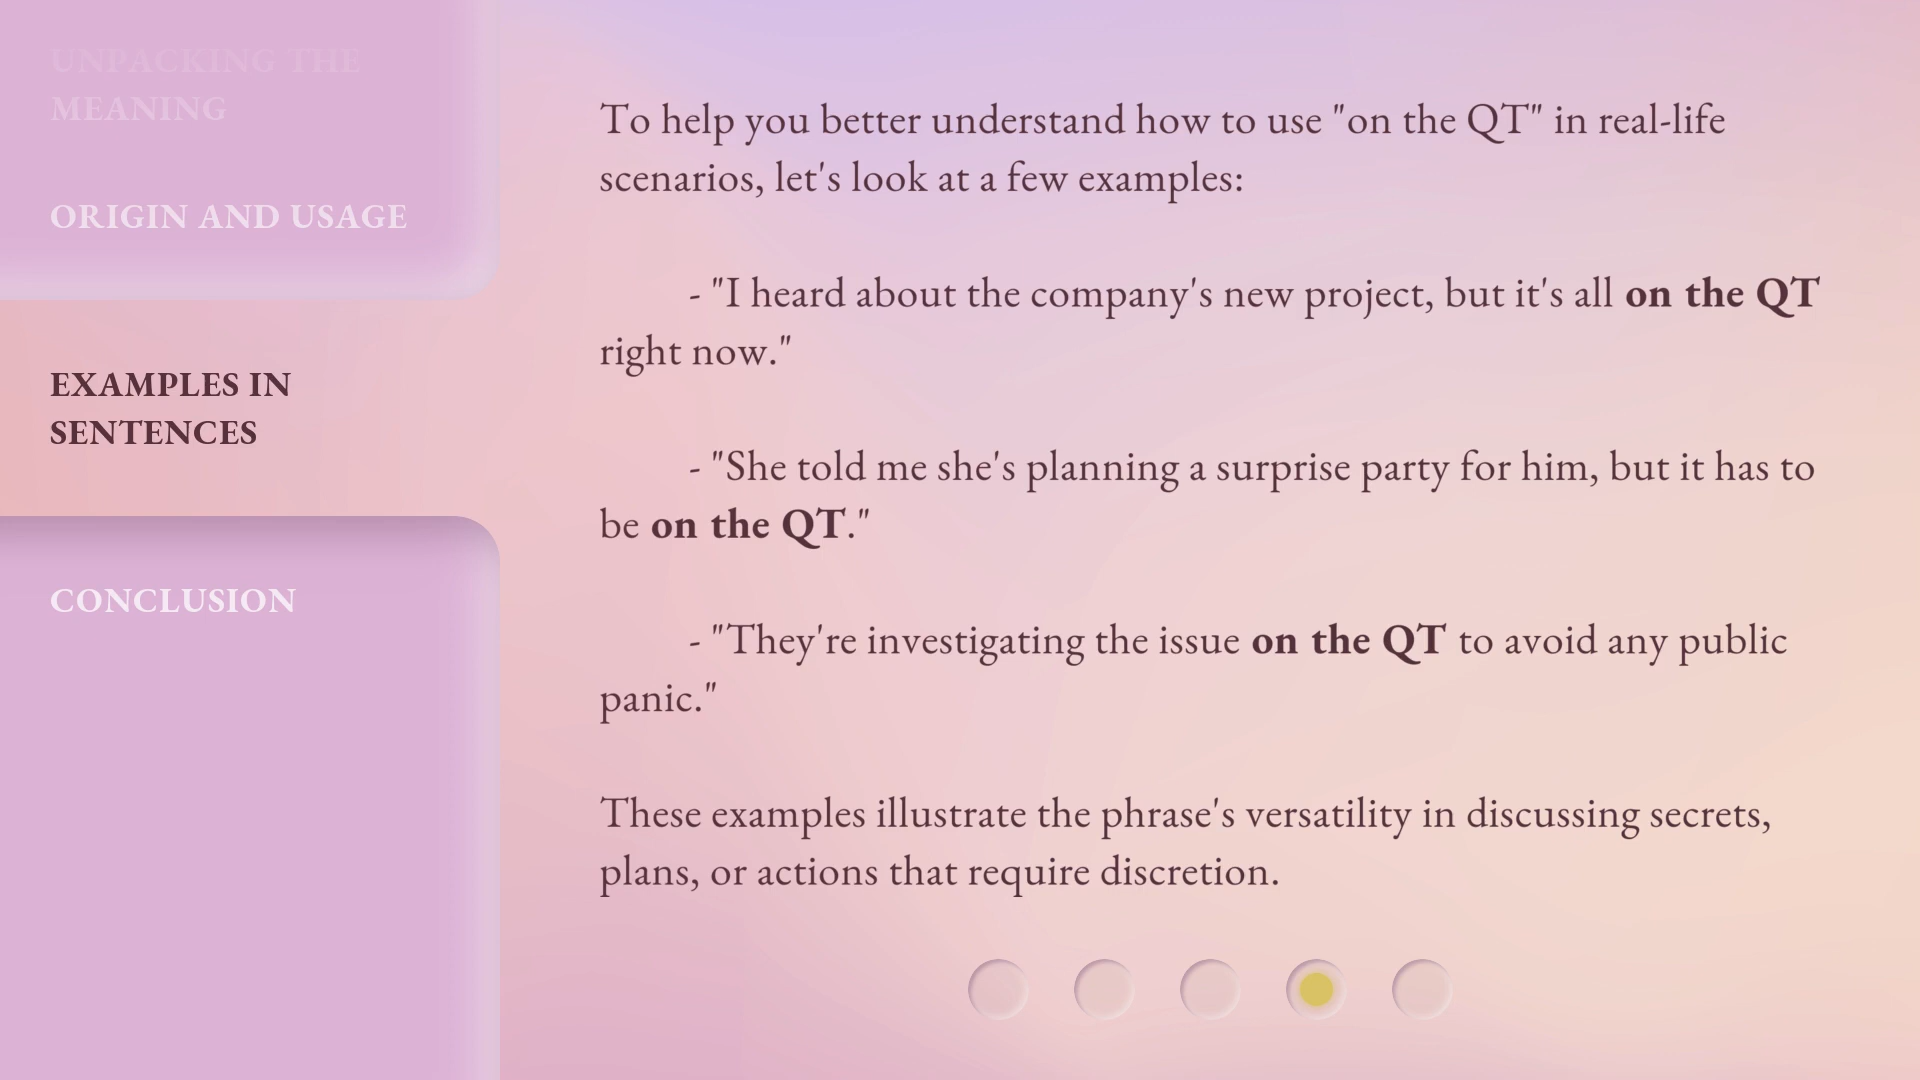 UNPACKING THE
MEANING
ORIGIN AND USAGE
EXAMPLES IN
SENTENCES
CONCLUSION
To help you better understand how to use "on the QT" in real-life
scenarios, let's look at a few examples:
- "I heard about the company's new project, but it's all on the QT
right now."
- "She told me she's planning a surprise party for him, but it has to
be on the QT."
- "They're investigating the issue on the QT to avoid any public
panic."
These examples illustrate the phrase's versatility in discussing secrets,
plans, or actions that require discretion.